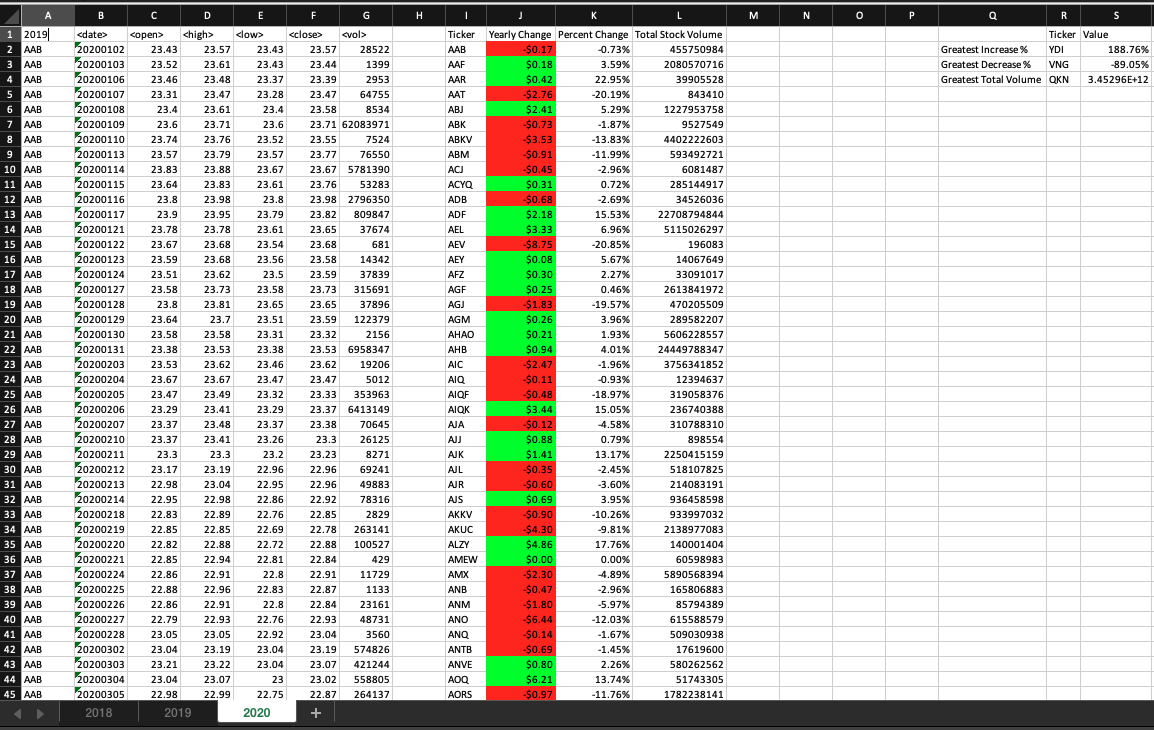 A B C D E F G H I J K L M N O P Q R S
1 2019 <date> <open> <high> <low> <close> <vol> Ticker Yearly Change Percent Change Total Stock Volume Ticker Value
2 AAB 20200102 23.43 23.57 23.43 23.57 28522 AAB -$0.17 -0.73% 455750984 Greatest Increase % YDI 188.76%
3 AAB 20200103 23.52 23.61 23.43 23.44 1399 AAF $0.18 3.59% 2080570716 Greatest Decrease % VNG -89.05%
4 AAB 20200106 23.46 23.48 23.37 23.39 2953 AAR $0.42 22.95% 39905528 Greatest Total Volume QKN 3.45296E+12
5 AAB 20200107 23.31 23.47 23.28 23.47 64755 AAT -$2.76 -20.19% 843410
6 AAB 20200108 23.4 23.61 23.4 23.58 8534 ABJ $2.41 5.29% 1227953758
7 AAB 20200109 23.6 23.71 23.6 23.71 62083971 ABK -$0.73 -1.87% 9527549
8 AAB 20200110 23.74 23.76 23.52 23.55 7524 ABKV -$3.53 -13.83% 4402222603
9 AAB 20200113 23.57 23.79 23.57 23.77 76550 ABM -$0.91 -11.99% 593492721
10 AAB 20200114 23.83 23.88 23.67 23.67 5781390 ACJ -$0.45 -2.96% 6081487
11 AAB 20200115 23.64 23.83 23.61 23.76 53283 ACYQ $0.31 0.72% 285144917
12 AAB 20200116 23.8 23.98 23.8 23.98 2796350 ADB -$0.68 -2.69% 34526036
13 AAB 20200117 23.9 23.95 23.79 23.82 809847 ADF $2.18 15.53% 22708794844
14 AAB 20200121 23.78 23.78 23.61 23.65 37674 AEL $3.33 6.96% 5115026297
15 AAB 20200122 23.67 23.68 23.54 23.68 681 AEV -$8.75 -20.85% 196083
16 AAB 20200123 23.59 23.68 23.56 23.58 14342 AEY $0.08 5.67% 14067649
17 AAB 20200124 23.51 23.62 23.5 23.59 37839 AFZ $0.30 2.27% 33091017
18 AAB 20200127 23.58 23.73 23.58 23.73 315691 AGF $0.25 0.46% 2613841972
19 AAB 20200128 23.8 23.81 23.65 23.65 37896 AGJ -$1.83 -19.57% 470205509
20 AAB 20200129 23.64 23.7 23.51 23.59 122379 AGM $0.26 3.96% 289582207
21 AAB 20200130 23.58 23.58 23.31 23.32 2156 AHAO $0.21 1.93% 5606228557
22 AAB 20200131 23.38 23.53 23.38 23.53 6958347 AHB $0.94 4.01% 24449788347
23 AAB 20200203 23.53 23.62 23.46 23.62 19206 AIC -$2.47 -1.96% 3756341852
24 AAB 20200204 23.67 23.67 23.47 23.47 5012 AIQ -$0.11 -0.93% 12394637
25 AAB 20200205 23.47 23.49 23.32 23.33 353963 AIQF -$0.48 -18.97% 319058376
26 AAB 20200206 23.29 23.41 23.29 23.37 6413149 AIQK $3.44 15.05% 236740388
27 AAB 20200207 23.37 23.48 23.37 23.38 70645 AJA -$0.12 -4.58% 310788310
28 AAB 20200210 23.37 23.41 23.26 23.3 26125 AJJ $0.88 0.79% 898554
29 AAB 20200211 23.3 23.3 23.2 23.23 8271 AJK $1.41 13.17% 2250415159
30 AAB 20200212 23.17 23.19 22.96 22.96 69241 AJL -$0.35 -2.45% 518107825
31 AAB 20200213 22.98 23.04 22.95 22.96 49883 AJR -$0.60 -3.60% 214083191
32 AAB 20200214 22.95 22.98 22.86 22.92 78316 AJS $0.69 3.95% 936458598
33 AAB 20200218 22.83 22.89 22.76 22.85 2829 AKKV -$0.90 -10.26% 933997032
34 AAB 20200219 22.85 22.85 22.69 22.78 263141 AKUC -$4.30 -9.81% 2138977083
35 AAB 20200220 22.82 22.88 22.72 22.88 100527 ALZY $4.86 17.76% 140001404
36 AAB 20200221 22.85 22.94 22.81 22.84 429 AMEW $0.00 0.00% 60598983
37 AAB 20200224 22.86 22.91 22.8 22.91 11729 AMX -$2.30 -4.89% 5890568394
38 AAB 20200225 22.88 22.96 22.83 22.87 1133 ANB -$0.47 -2.96% 165806883
39 AAB 20200226 22.86 22.91 22.8 22.84 23161 ANM -$1.80 -5.97% 85794389
40 AAB 20200227 22.79 22.93 22.76 22.93 48731 ANO -$6.44 -12.03% 615588579
41 AAB 20200228 23.05 23.05 22.92 23.04 3560 ANQ -$0.14 -1.67% 509030938
42 AAB 20200302 23.04 23.19 23.04 23.19 574826 ANTB -$0.69 -1.45% 17619600
43 AAB 20200303 23.21 23.22 23.04 23.07 421244 ANVE $0.80 2.26% 580262562
44 AAB 20200304 23.04 23.07 23 23.02 558805 AOQ $6.21 13.74% 51743305
45 AAB 20200305 22.98 22.99 22.75 22.87 264137 AORS -$0.97 -11.76% 1782238141
2018 2019 2020 +